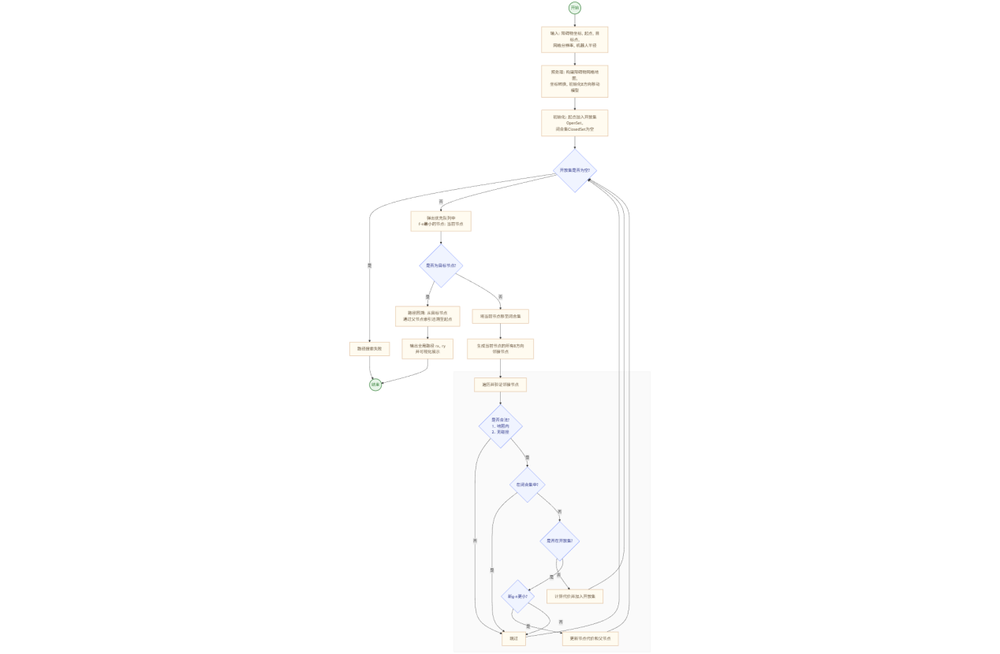 开始
输入: 障碍物坐标, 起点, 目
标点,
网格分辨率, 机器人半径
预处理: 构建障碍物网格地
图,
坐标转换, 初始化8方向移动
模型
初始化: 起点加入开放集
OpenSet,
闭合集ClosedSet为空
开放集是否为空?
否
弹出优先队列中
f-n最小的节点: 当前节点
是否为目标节点?
是
是
否
路径回溯: 从目标节点
通过父节点索引追溯至起点
将当前节点移至闭合集
路径搜索失败
输出全局路径 rx, ry
并可视化展示
生成当前节点的所有8方向
邻接节点
结束
遍历并验证邻接节点
是否合法?
1. 地图内
2. 无碰撞
是
在闭合集中?
否
否
是否在开放集?
是
是
否
新g-n更小?
计算代价并加入开放集
是
否
跳过
更新节点代价和父节点